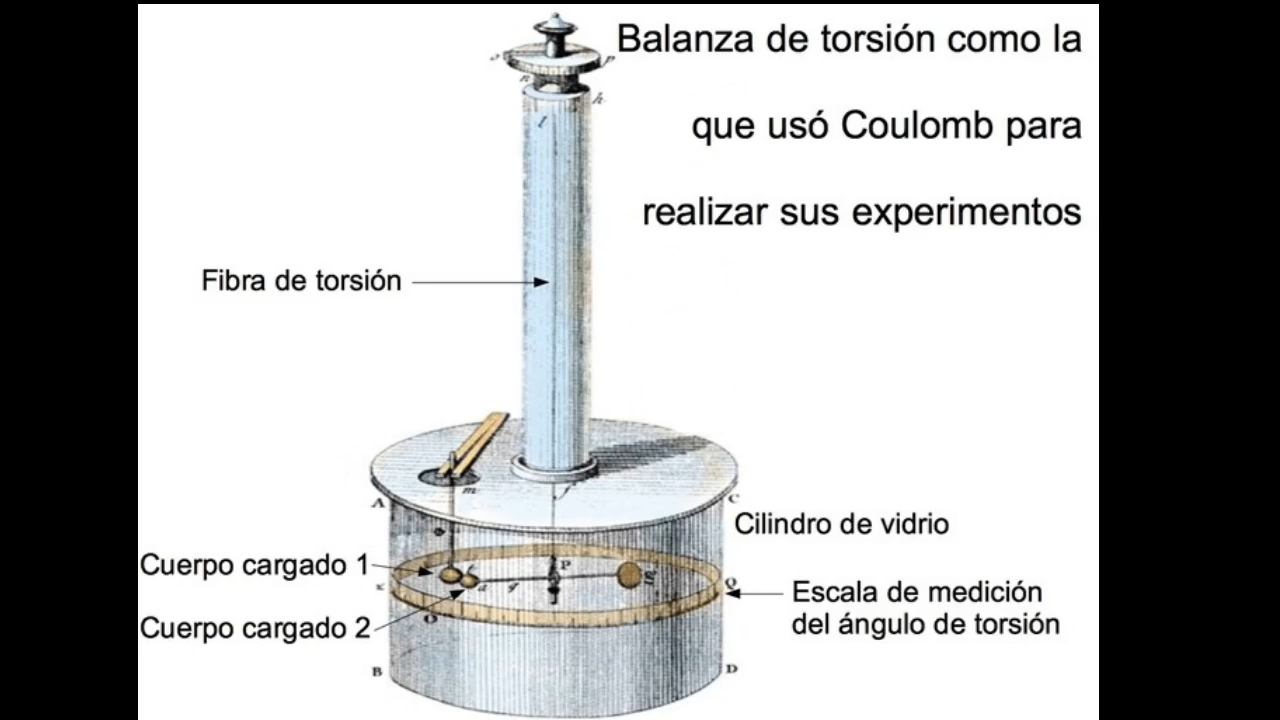 Balanza de torsión como la
que usó Coulomb para
realizar sus experimentos
Fibra de torsión
m
f
A
C
Cilindro de vidrio
Cuerpo cargado 1
P
a
q
Q
Escala de medición
del ángulo de torsión
O
Cuerpo cargado 2
B
D
p
h
l